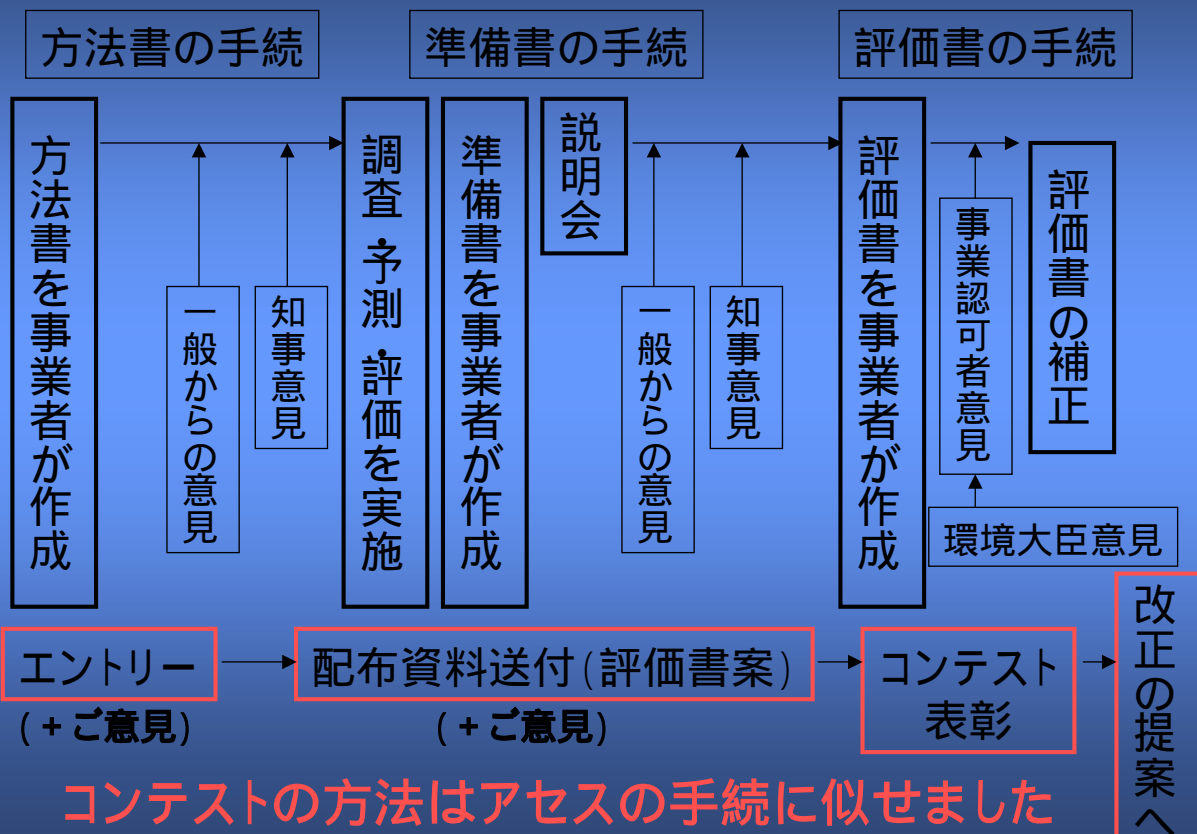 方法書の手続
準備書の手続
評価書の手続
方法書を事業者が作成
一般からの意見
知事意見
調査・予測・評価を実施
準備書を事業者が作成
説明会
一般からの意見
知事意見
評価書を事業者が作成
事業認可者意見
環境大臣意見
評価書の補正
エントリー
(+ご意見)
配布資料送付(評価書案)
(+ご意見)
コンテスト
表彰
改正の提案へ
コンテストの方法はアセスの手続に似せました